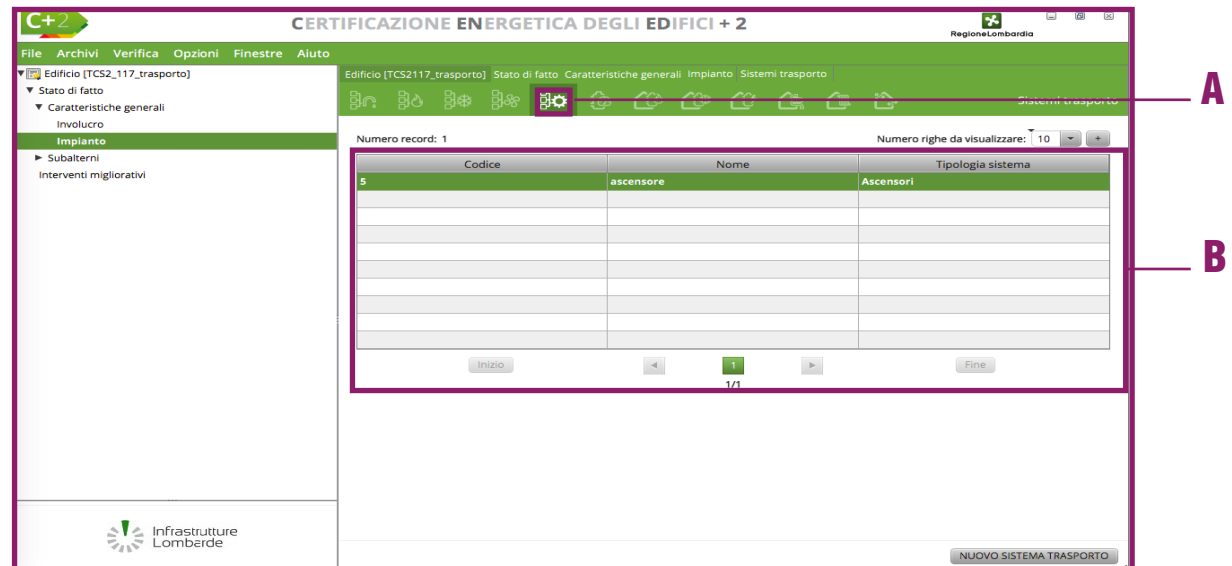 C+2
CERTIFICAZIONE ENERGETICA DEGLI EDIFICI + 2
RegioneLombardia
File Archivi Verifica Opzioni Finestre Aiuto
Edificio [TCS2_117_trasporto]
Stato di fatto
Caratteristiche generali
Involucro
Impianto
Subalterni
Interventi migliorativi
Edificio [TCS2117_trasporto] Stato di fatto Caratteristiche generali Impianto Sistemi trasporto
Sistemi trasporto
A
Numero record: 1
Numero righe da visualizzare: 10
+
Codice Nome Tipologia sistema
5 ascensore Ascensori
B
Inizio 1 Fine
1/1
Infrastrutture
Lombarde
NUOVO SISTEMA TRASPORTO